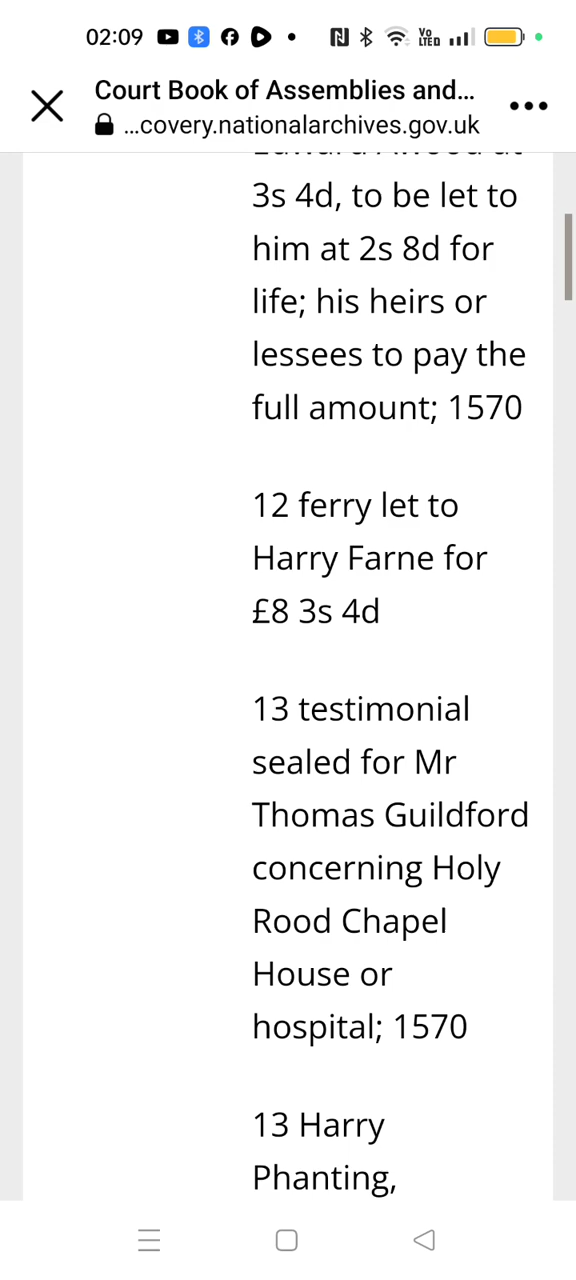 02:09
VoLTED
Court Book of Assemblies and...
...covery.nationalarchives.gov.uk
3s 4d, to be let to
him at 2s 8d for
life; his heirs or
lessees to pay the
full amount; 1570
12 ferry let to
Harry Farne for
£8 3s 4d
13 testimonial
sealed for Mr
Thomas Guildford
concerning Holy
Rood Chapel
House or
hospital; 1570
13 Harry
Phanting,